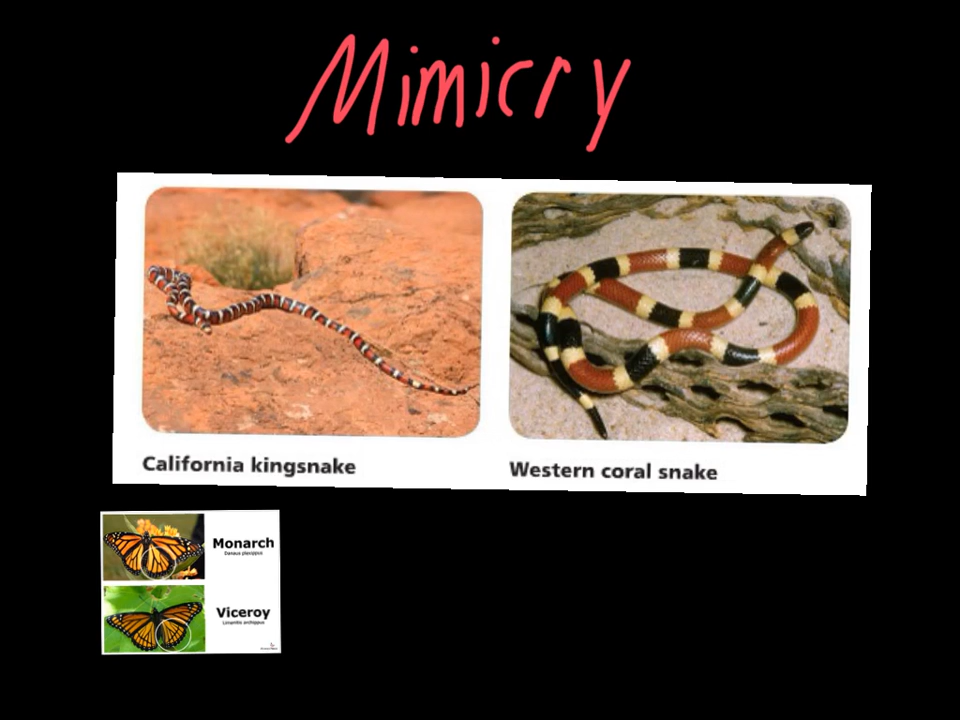 Mimicry
California kingsnake
Western coral snake
Monarch
Danaus plexippus
Viceroy
Limenitis archippus